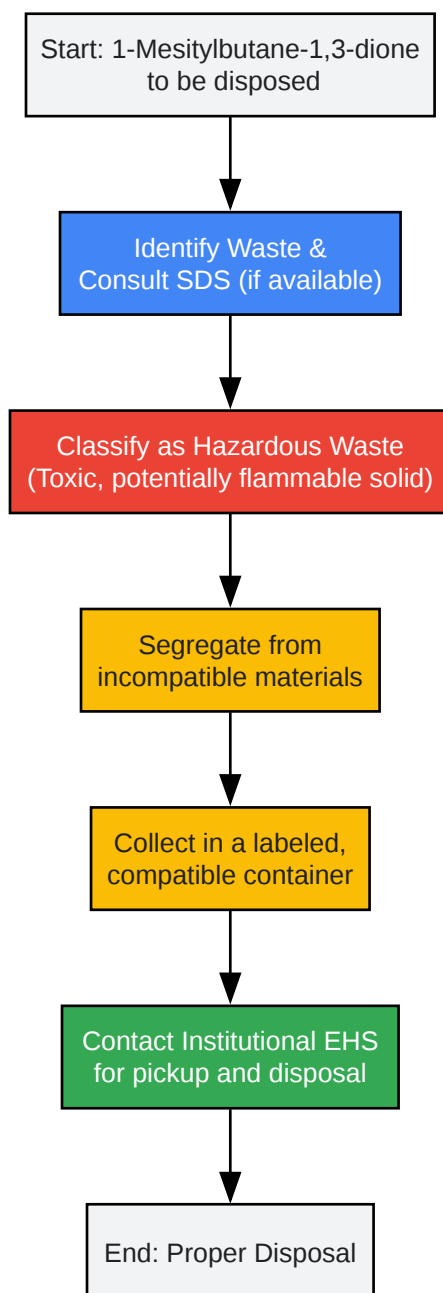 Start: 1-Mesitylbutane-1,3-dione
to be disposed
Identify Waste &
Consult SDS (if available)
Classify as Hazardous Waste
(Toxic, potentially flammable solid)
Segregate from
incompatible materials
Collect in a labeled,
compatible container
Contact Institutional EHS
for pickup and disposal
End: Proper Disposal